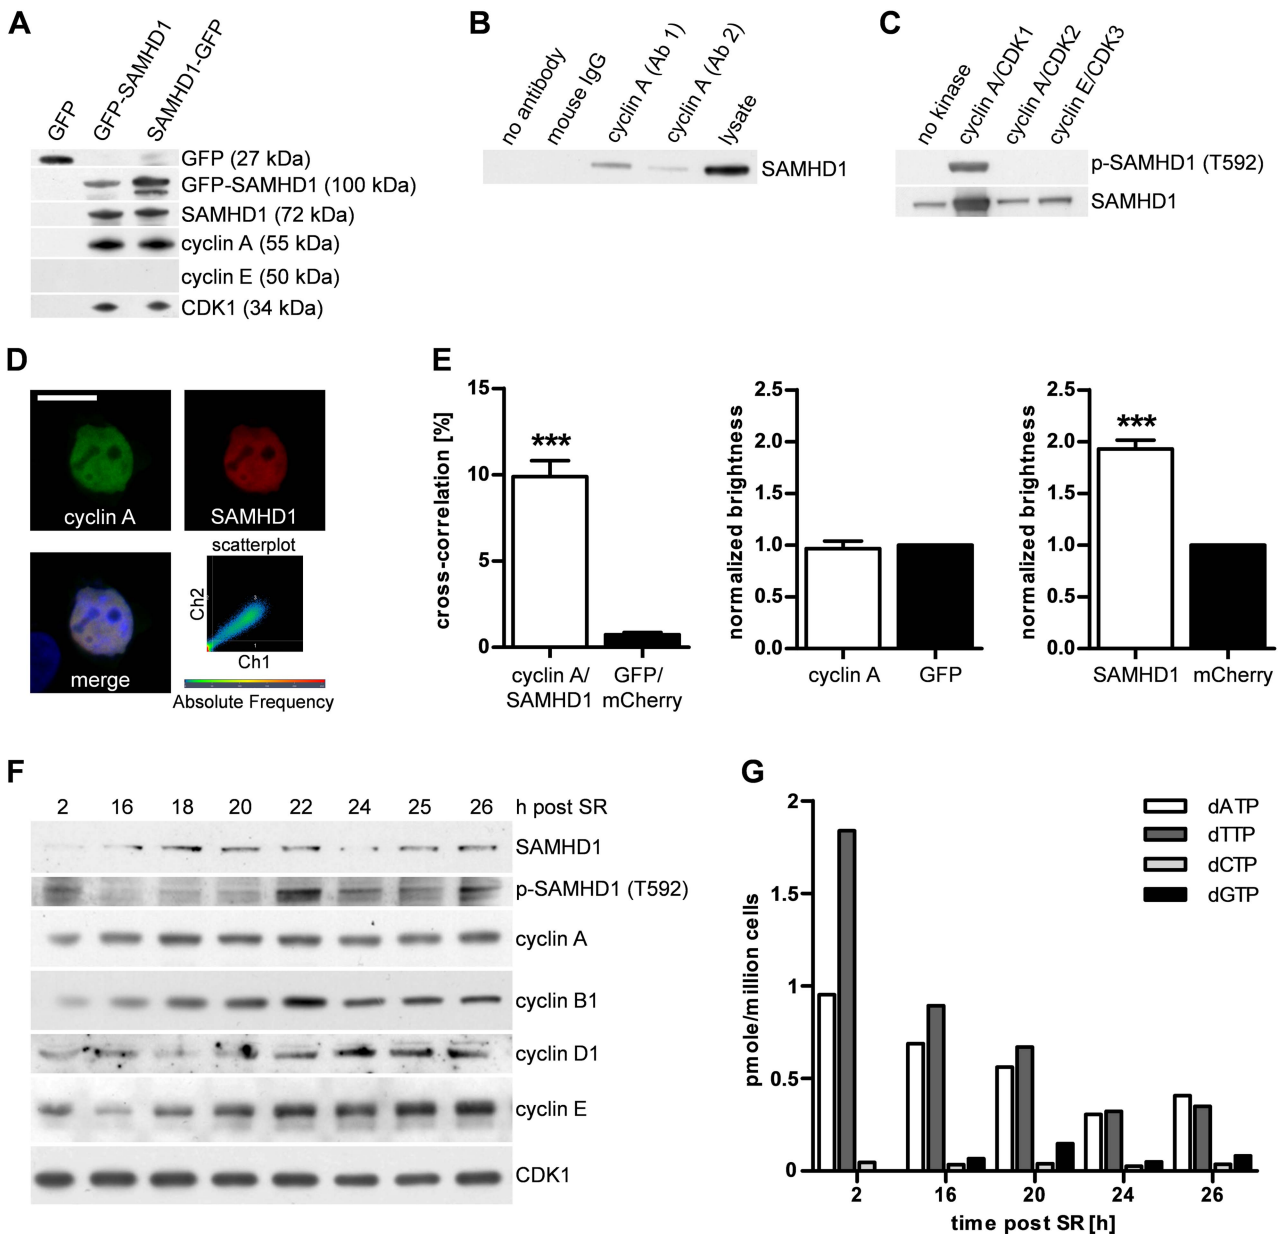 A
GFP
GFP-SAMHD1
SAMHD1-GFP
GFP (27 kDa)
GFP-SAMHD1 (100 kDa)
SAMHD1 (72 kDa)
cyclin A (55 kDa)
cyclin E (50 kDa)
CDK1 (34 kDa)
B
no antibody
mouse IgG
cyclin A (Ab 1)
cyclin A (Ab 2)
lysate
SAMHD1
C
no kinase
cyclin A/CDK1
cyclin A/CDK2
cyclin E/CDK3
p-SAMHD1 (T592)
SAMHD1
D
cyclin A
SAMHD1
merge
scatterplot
Ch2
3
1
Ch1
Absolute Frequency
E
cross-correlation [%]
15
10
5
0
***
cyclin A/
SAMHD1
GFP/
mCherry
normalized brightness
2.5
2.0
1.5
1.0
0.5
0.0
cyclin A
GFP
normalized brightness
2.5
2.0
1.5
1.0
0.5
0.0
***
SAMHD1
mCherry
F
2 16 18 20 22 24 25 26 h post SR
SAMHD1
p-SAMHD1 (T592)
cyclin A
cyclin B1
cyclin D1
cyclin E
CDK1
G
pmole/million cells
2
1.5
1
0.5
0
dATP
dTTP
dCTP
dGTP
2 16 20 24 26
time post SR [h]